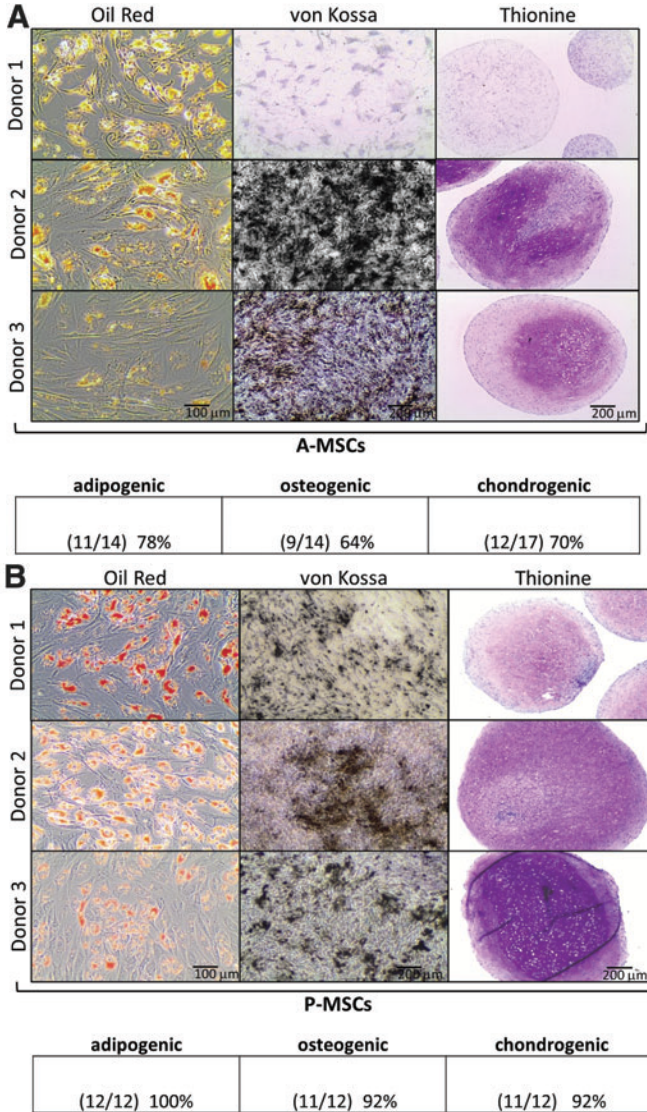 A
Oil Red von Kossa Thionine
Donor 1
Donor 2
Donor 3
100 µm 200 µm 200 µm
A-MSCs
adipogenic osteogenic chondrogenic
(11/14) 78% (9/14) 64% (12/17) 70%
B
Oil Red von Kossa Thionine
Donor 1
Donor 2
Donor 3
100 µm 200 µm 200 µm
P-MSCs
adipogenic osteogenic chondrogenic
(12/12) 100% (11/12) 92% (11/12) 92%